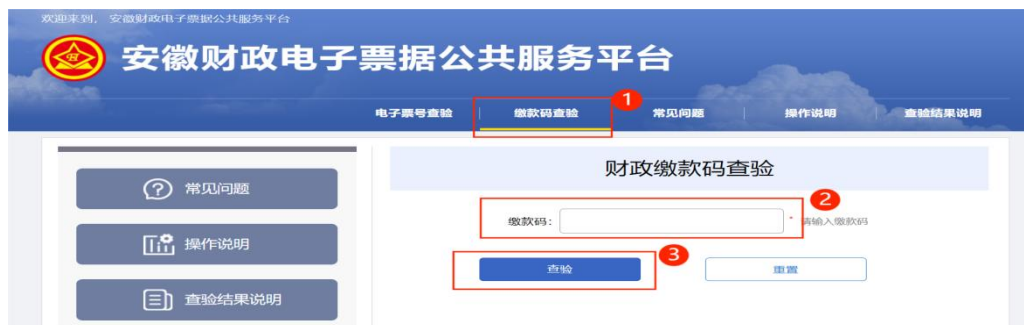 欢迎来到，安徽财政电子票据公共服务平台
安徽财政电子票据公共服务平台
电子票号查验 缴款码查验 1 常见问题 操作说明 查验结果说明
财政缴款码查验
常见问题
2
缴款码： * 请输入缴款码
操作说明
3
查验 重置
查验结果说明